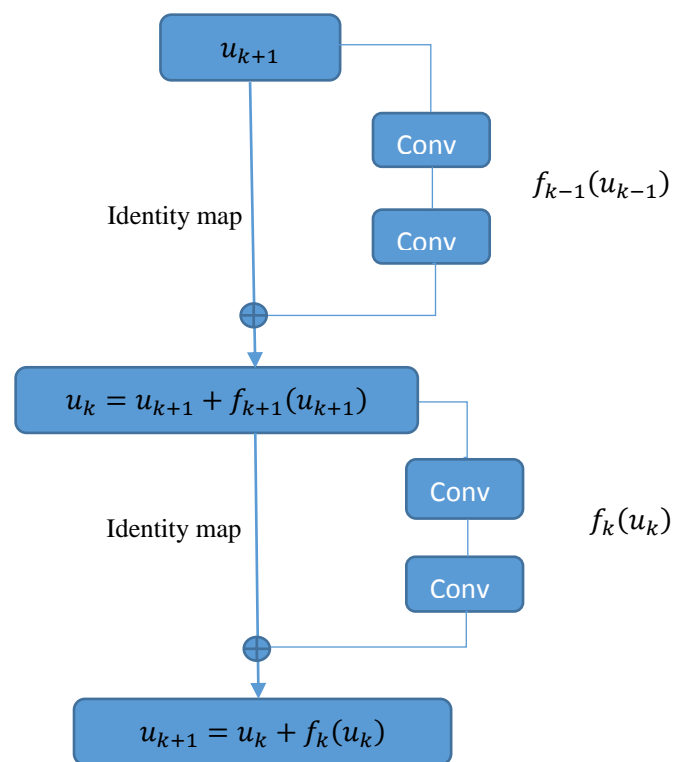 u_{k+1}
Conv
f_{k−1}(u_{k−1})
Identity map
Conv
u_k = u_{k+1} + f_{k+1}(u_{k+1})
Conv
Identity map
f_k(u_k)
Conv
u_{k+1} = u_k + f_k(u_k)